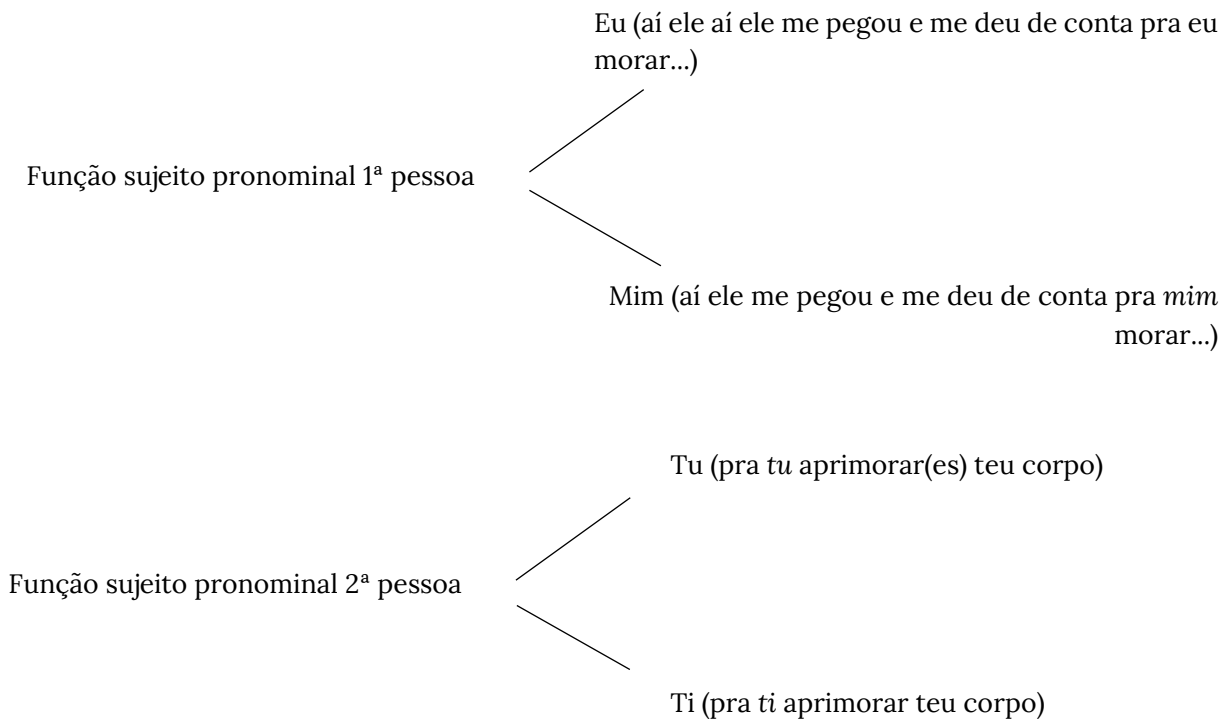 Eu (aí ele aí ele me pegou e me deu de conta pra eu
morar...)
Função sujeito pronominal 1ª pessoa
Mim (aí ele me pegou e me deu de conta pra mim
morar...)
Tu (pra tu aprimorar(es) teu corpo)
Função sujeito pronominal 2ª pessoa
Ti (pra ti aprimorar teu corpo)